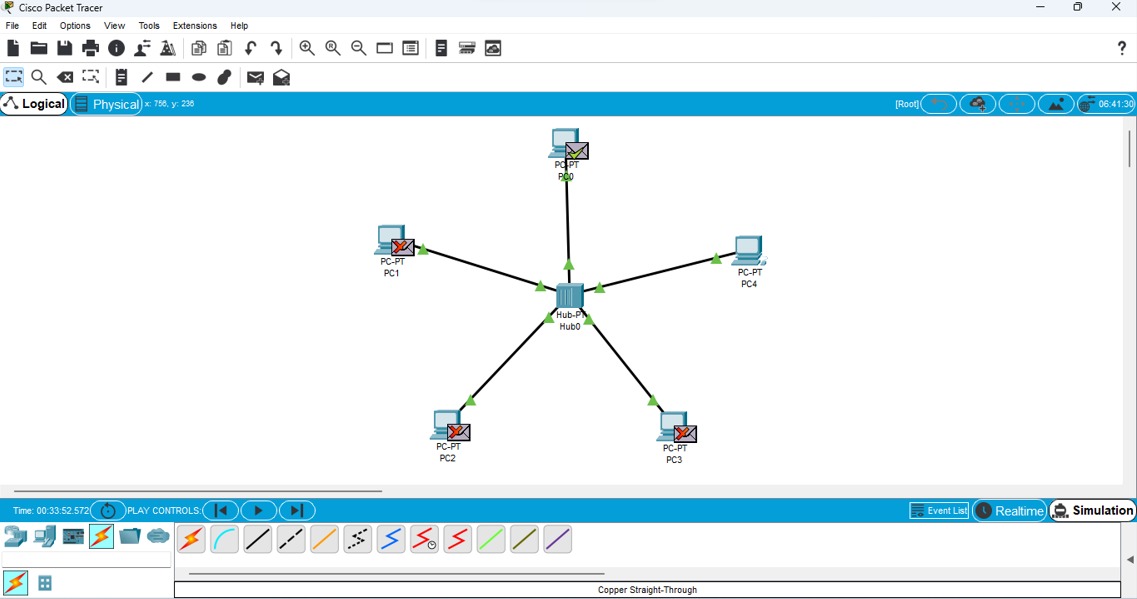 Cisco Packet Tracer
File Edit Options View Tools Extensions Help
?
Logical Physical x: 756, y: 236 [Root] 06:41:30
PC-PT
PC0
PC-PT
PC1
PC-PT
PC4
Hub-PT
Hub0
PC-PT
PC2
PC-PT
PC3
Time: 00:33:52.572 PLAY CONTROLS: Event List Realtime Simulation
Copper Straight-Through